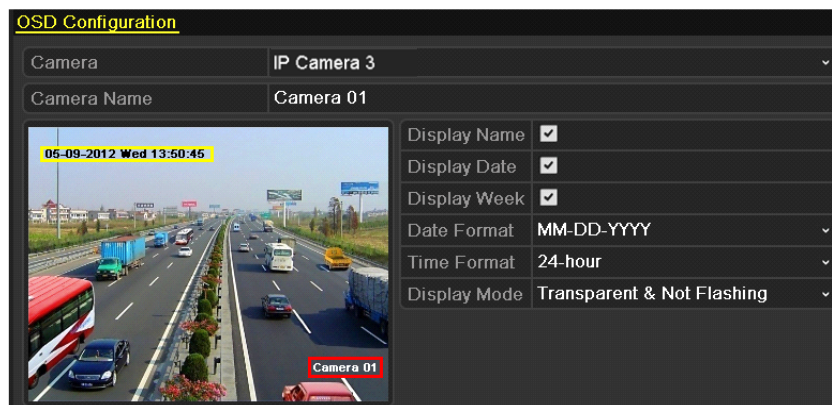 OSD Configuration
Camera IP Camera 3
Camera Name Camera 01
05-09-2012 Wed 13:50:45
Display Name
Display Date
Display Week
Date Format MM-DD-YYYY
Time Format 24-hour
Display Mode Transparent & Not Flashing
Camera 01